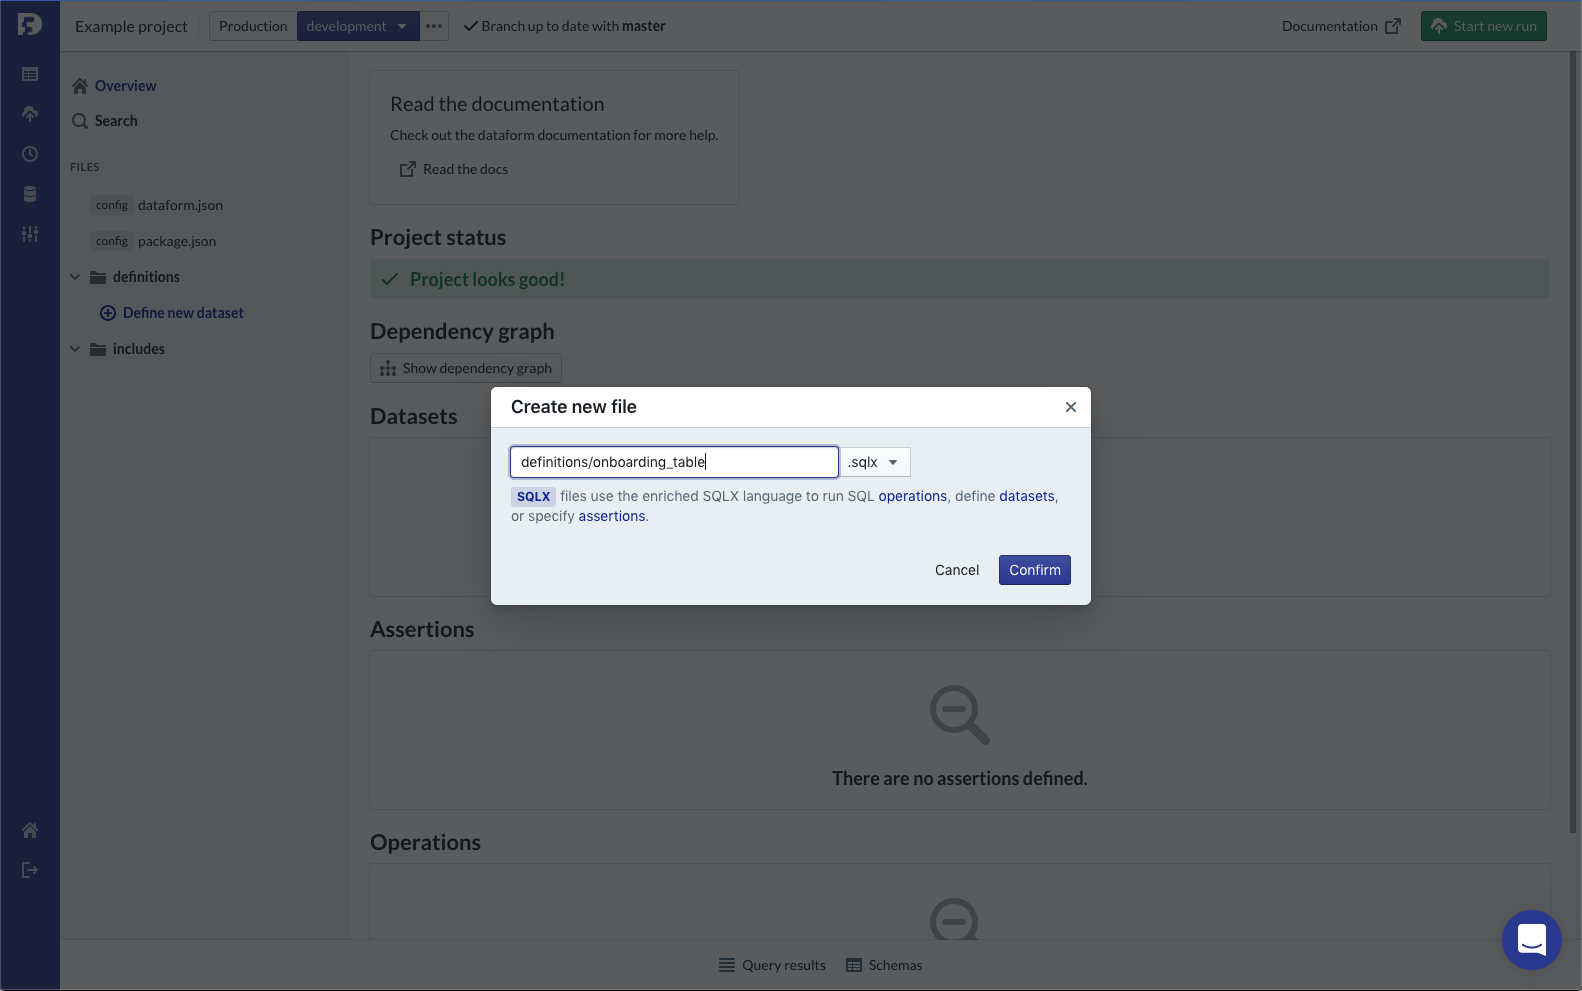 Example project
Production
development
Branch up to date with master
Documentation
Start new run
Overview
Search
FILES
config dataform.json
config package.json
definitions
Define new dataset
includes
Read the documentation
Check out the dataform documentation for more help.
Read the docs
Project status
Project looks good!
Dependency graph
Show dependency graph
Datasets
Create new file
definitions/onboarding_table
.sqlx
SQLX files use the enriched SQLX language to run SQL operations, define datasets,
or specify assertions.
Cancel
Confirm
Assertions
There are no assertions defined.
Operations
Query results
Schemas